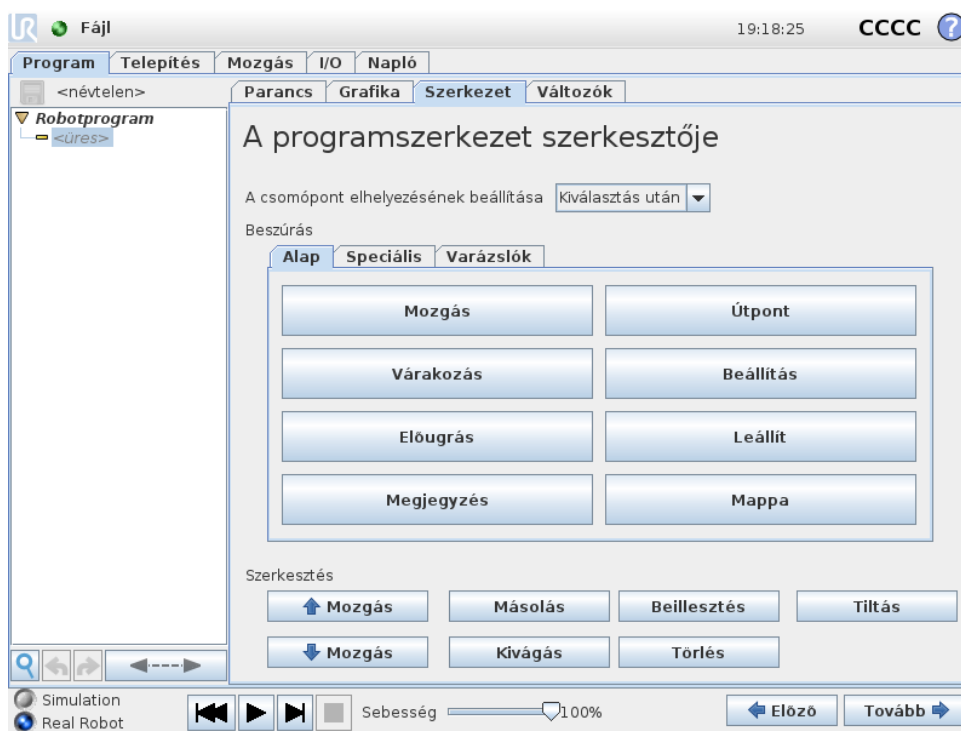 UR Fájl 19:18:25 CCCC ?
Program Telepítés Mozgás I/O Napló
<névtelen> Parancs Grafika Szerkezet Változók
Robotprogram
<üres>
A programszerkezet szerkesztője
A csomópont elhelyezésének beállítása Kiválasztás után
Beszúrás
Alap Speciális Varázslók
Mozgás Útpont
Várakozás Beállítás
Előugrás Leállít
Megjegyzés Mappa
Szerkesztés
Mozgás Másolás Beillesztés Tiltás
Mozgás Kivágás Törlés
Simulation
Real Robot
Sebesség 100% Előző Tovább